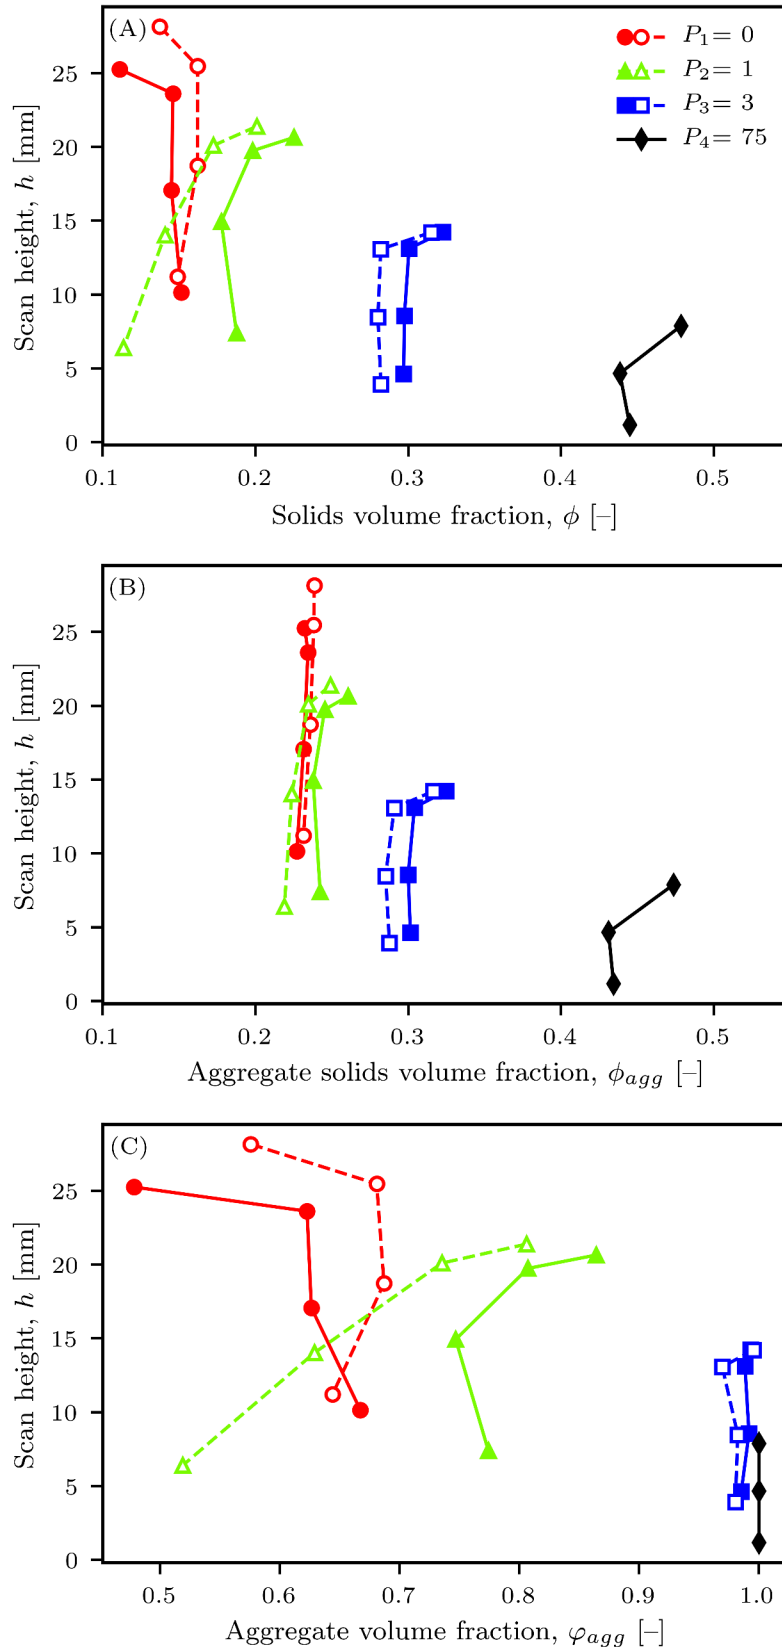 (A)
P₁ = 0
P₂ = 1
P₃ = 3
P₄ = 75
Scan height, h [mm]
25
20
15
10
5
0
0.1 0.2 0.3 0.4 0.5
Solids volume fraction, ϕ [–]
(B)
Scan height, h [mm]
25
20
15
10
5
0
0.1 0.2 0.3 0.4 0.5
Aggregate solids volume fraction, ϕ_agg [–]
(C)
Scan height, h [mm]
25
20
15
10
5
0
0.5 0.6 0.7 0.8 0.9 1.0
Aggregate volume fraction, φ_agg [–]